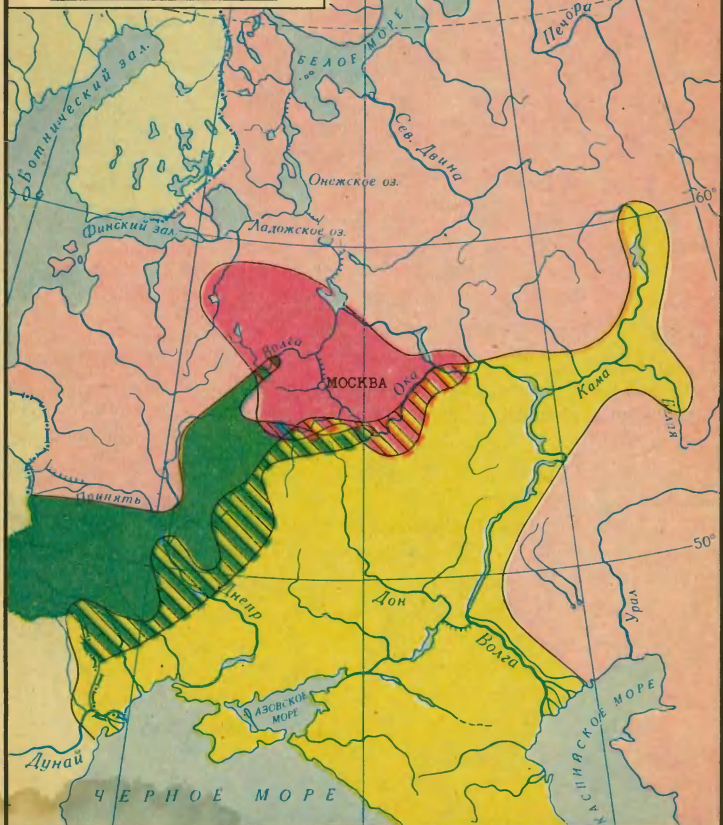 Печора
БЕЛОЕ МОРЕ
Ботнический зал.
Сев. Двина
Онежское оз.
60°
Финский зал.
Ладожское оз.
Волга
МОСКВА
Ока
Кама
Припять
50°
Днепр
Дон
Урал
Волга
АЗОВСКОЕ
МОРЕ
Дунай
КАСПИЙСКОЕ МОРЕ
ЧЕРНОЕ МОРЕ